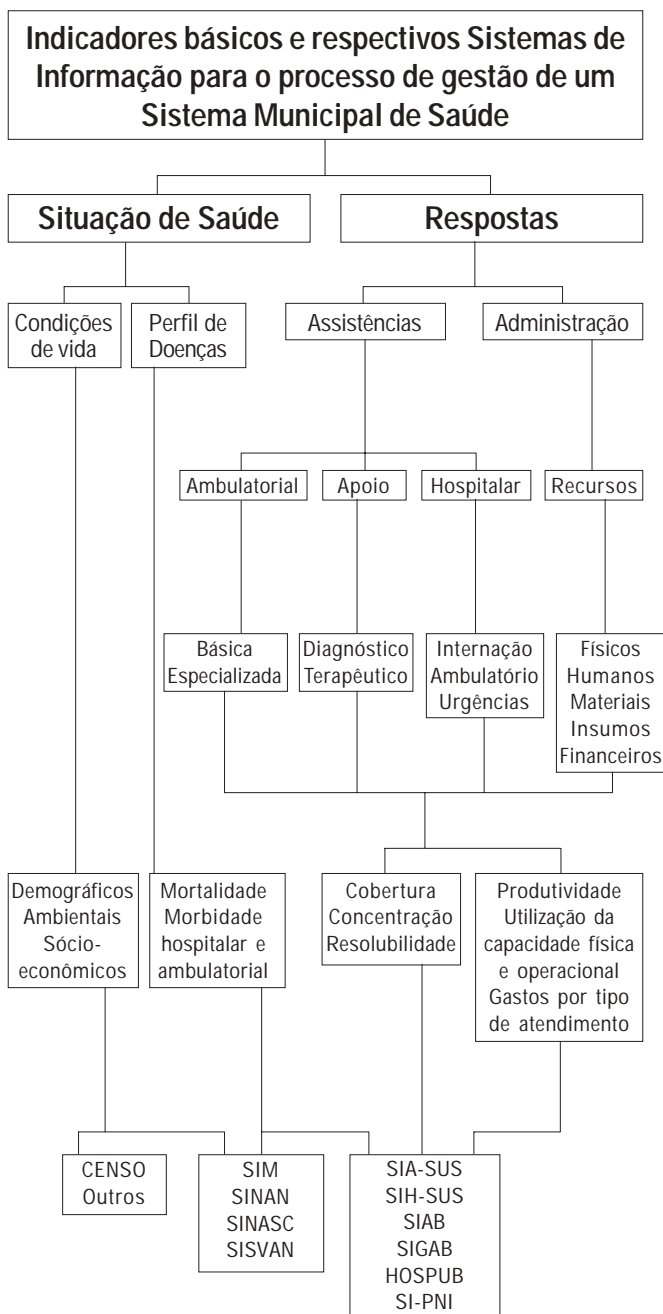 Indicadores básicos e respectivos Sistemas de
Informação para o processo de gestão de um
Sistema Municipal de Saúde
Situação de Saúde
Respostas
Condições
de vida
Perfil de
Doenças
Assistências
Administração
Ambulatorial
Apoio
Hospitalar
Recursos
Básica
Especializada
Diagnóstico
Terapêutico
Internação
Ambulatório
Urgências
Físicos
Humanos
Materiais
Insumos
Financeiros
Demográficos
Ambientais
Sócio-
econômicos
Mortalidade
Morbidade
hospitalar e
ambulatorial
Cobertura
Concentração
Resolubilidade
Produtividade
Utilização da
capacidade física
e operacional
Gastos por tipo
de atendimento
CENSO
Outros
SIM
SINAN
SINASC
SISVAN
SIA-SUS
SIH-SUS
SIAB
SIGAB
HOSPUB
SI-PNI